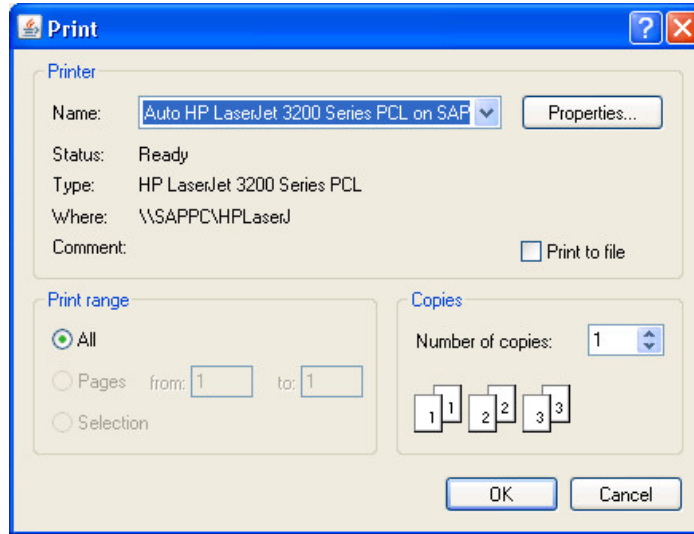 Print
Printer
Name: Auto HP LaserJet 3200 Series PCL on SAP Properties...
Status: Ready
Type: HP LaserJet 3200 Series PCL
Where: \\SAPPC\HPLaserJ
Comment: Print to file
Print range
All
Pages from: 1 to: 1
Selection
Copies
Number of copies: 1
1 1 2 2 3 3
OK Cancel